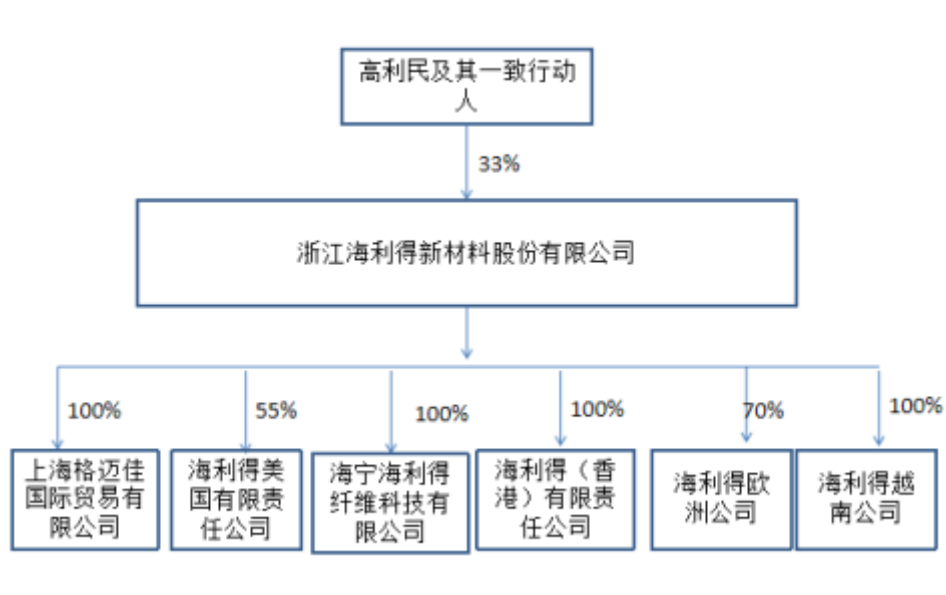 高利民及其一致行动
人
33%
浙江海利得新材料股份有限公司
100%
55%
100%
100%
70%
100%
上海格迈佳
国际贸易有
限公司
海利得美
国有限责
任公司
海宁海利得
纤维科技有
限公司
海利得（香
港）有限责
任公司
海利得欧
洲公司
海利得越
南公司